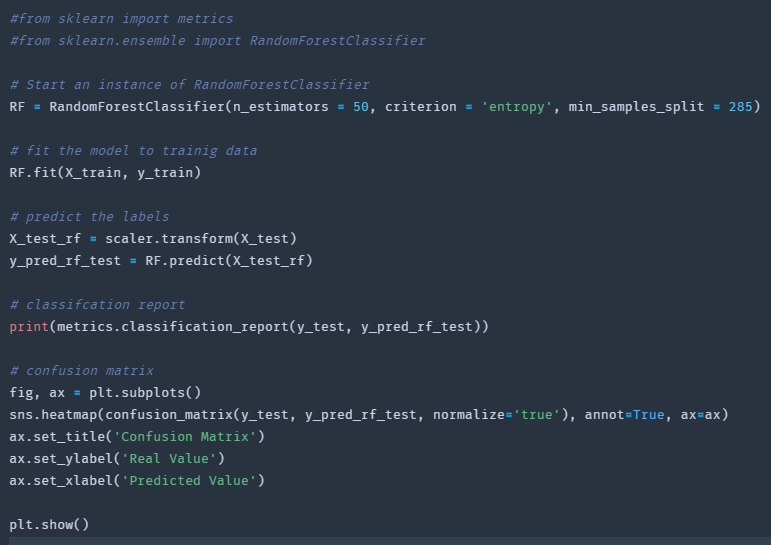 #from sklearn import metrics
#from sklearn.ensemble import RandomForestClassifier
# Start an instance of RandomForestClassifier
RF = RandomForestClassifier(n_estimators = 50, criterion = 'entropy', min_samples_split = 285)
# fit the model to trainig data
RF.fit(X_train, y_train)
# predict the labels
X_test_rf = scaler.transform(X_test)
y_pred_rf_test = RF.predict(X_test_rf)
# classifcation report
print(metrics.classification_report(y_test, y_pred_rf_test))
# confusion matrix
fig, ax = plt.subplots()
sns.heatmap(confusion_matrix(y_test, y_pred_rf_test, normalize='true'), annot=True, ax=ax)
ax.set_title('Confusion Matrix')
ax.set_ylabel('Real Value')
ax.set_xlabel('Predicted Value')
plt.show()